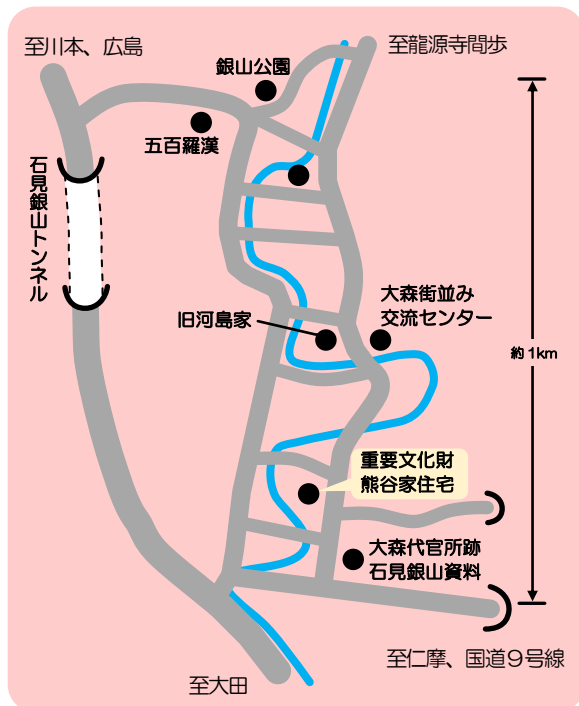 至川本、広島
至龍源寺間歩
銀山公園
五百羅漢
石見銀山トンネル
大森街並み
交流センター
旧河島家
約1km
重要文化財
熊谷家住宅
大森代官所跡
石見銀山資料
至仁摩、国道9号線
至大田